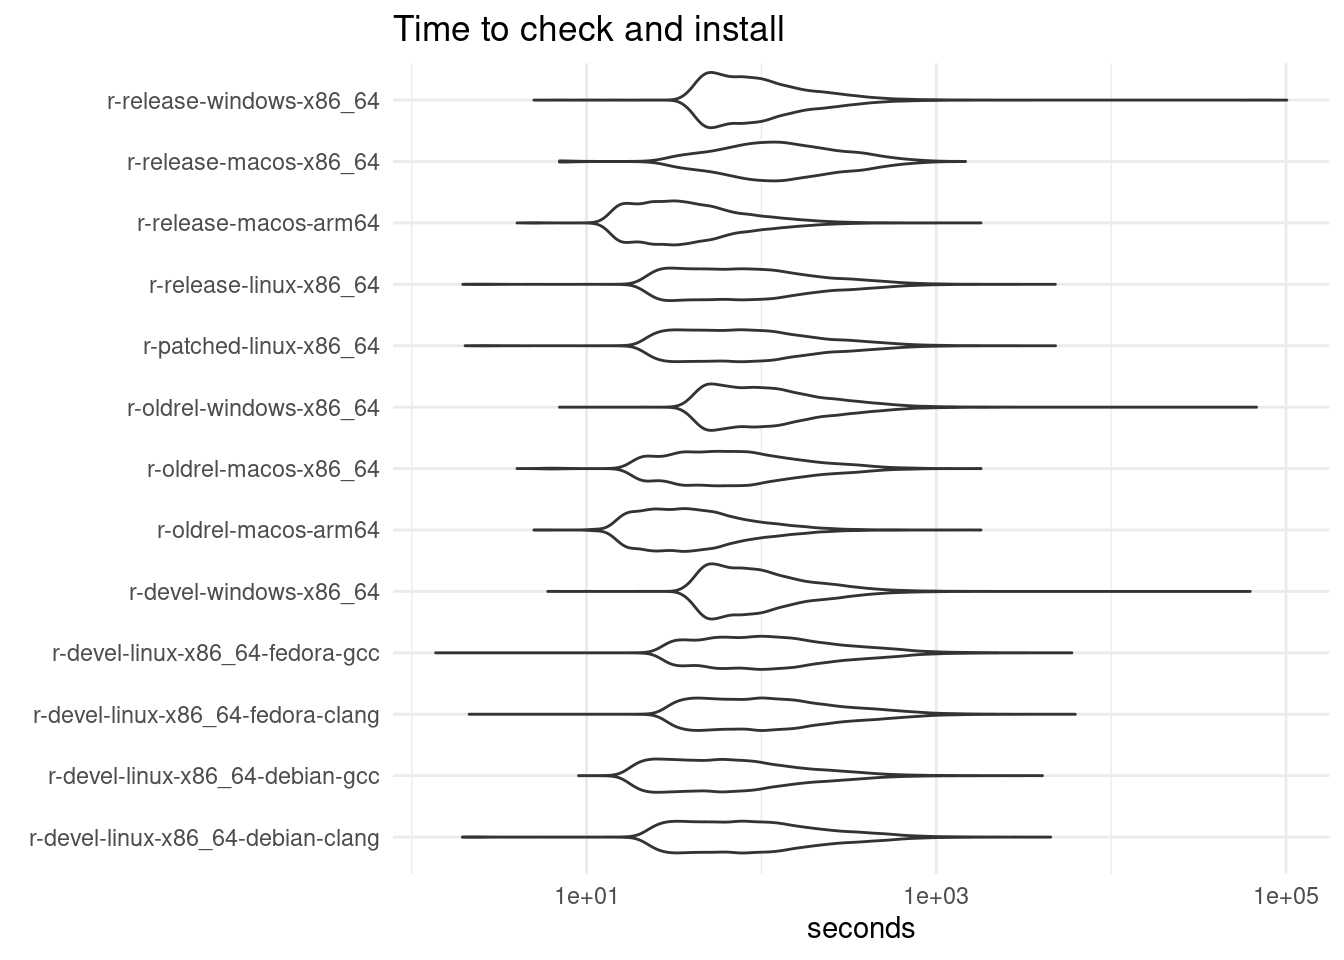 Time to check and install
r-release-windows-x86_64
r-release-macos-x86_64
r-release-macos-arm64
r-release-linux-x86_64
r-patched-linux-x86_64
r-oldrel-windows-x86_64
r-oldrel-macos-x86_64
r-oldrel-macos-arm64
r-devel-windows-x86_64
r-devel-linux-x86_64-fedora-gcc
r-devel-linux-x86_64-fedora-clang
r-devel-linux-x86_64-debian-gcc
r-devel-linux-x86_64-debian-clang
1e+01 1e+03 1e+05
seconds